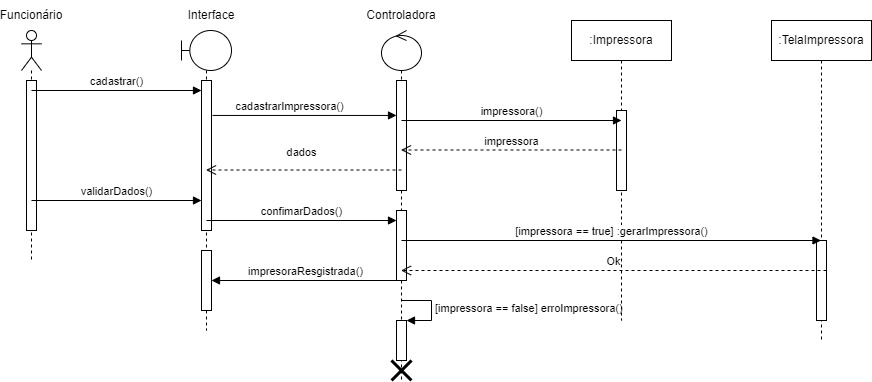 Funcionário
Interface
Controladora
:Impressora
:TelaImpressora
cadastrar()
cadastrarImpressora()
impressora()
impressora
dados
validarDados()
confimarDados()
[impressora == true] :gerarImpressora()
Ok
impresoraResgistrada()
[impressora == false] erroImpressora()